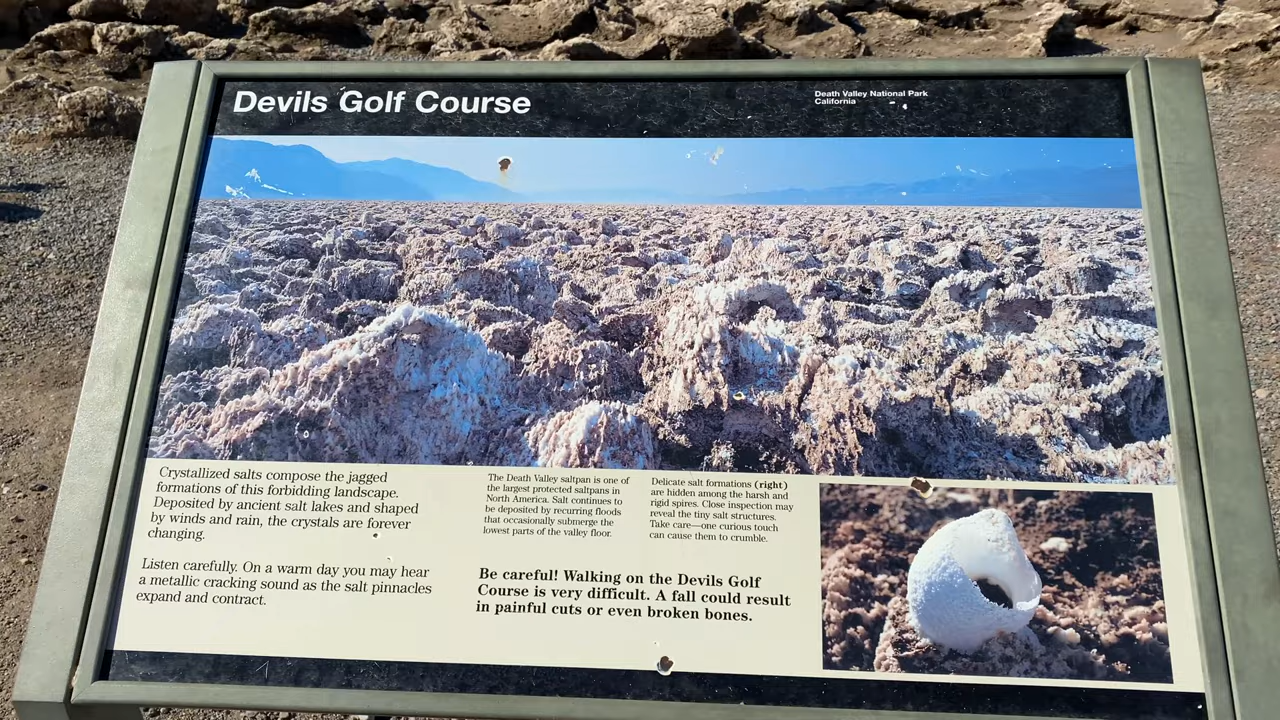 Devils Golf Course
Death Valley National Park
California
Crystallized salts compose the jagged
formations of this forbidding landscape.
Deposited by ancient salt lakes and shaped
by winds and rain, the crystals are forever
changing.
Listen carefully. On a warm day you may hear
a metallic cracking sound as the salt pinnacles
expand and contract.
The Death Valley saltpan is one of
the largest protected saltpans in
North America. Salt continues to
be deposited by recurring floods
that occasionally submerge the
lowest parts of the valley floor.
Delicate salt formations (right)
are hidden among the harsh and
rigid spires. Close inspection may
reveal the tiny salt structures.
Take care—one curious touch
can cause them to crumble.
Be careful! Walking on the Devils Golf
Course is very difficult. A fall could result
in painful cuts or even broken bones.